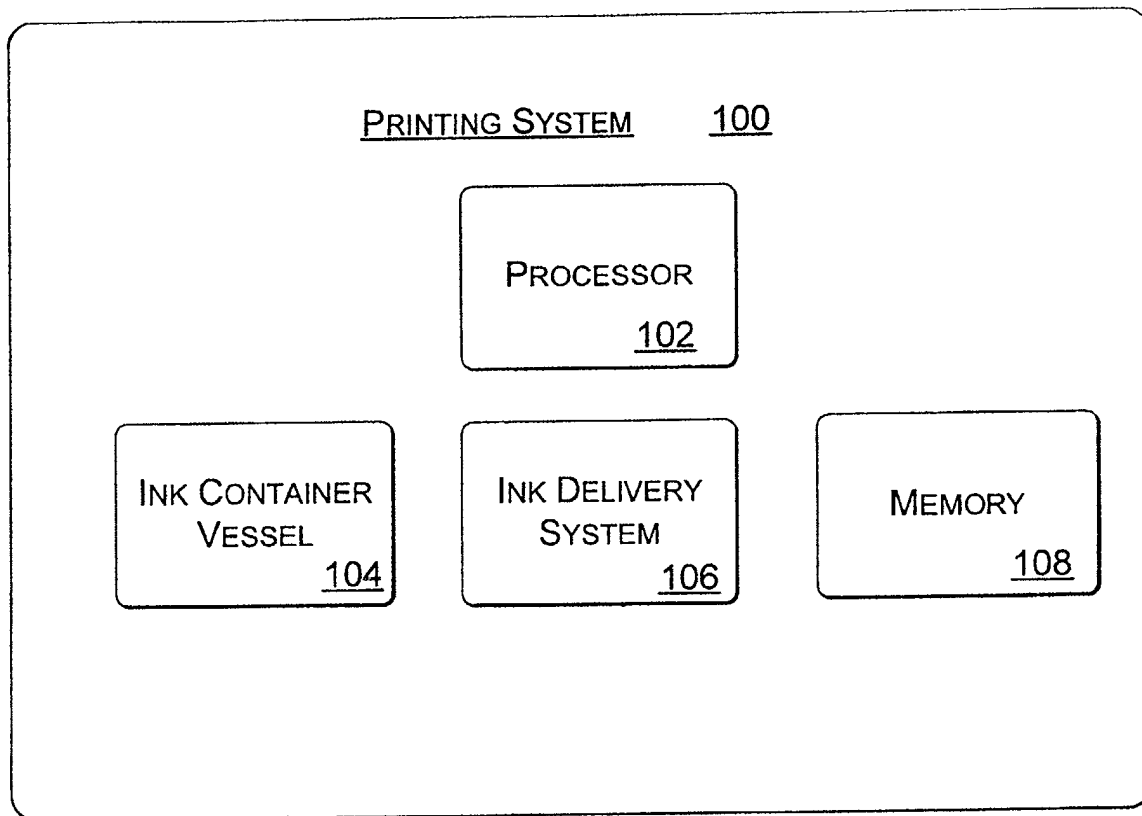 PRINTING SYSTEM 100
PROCESSOR
102
INK CONTAINER
VESSEL
104
INK DELIVERY
SYSTEM
106
MEMORY
108